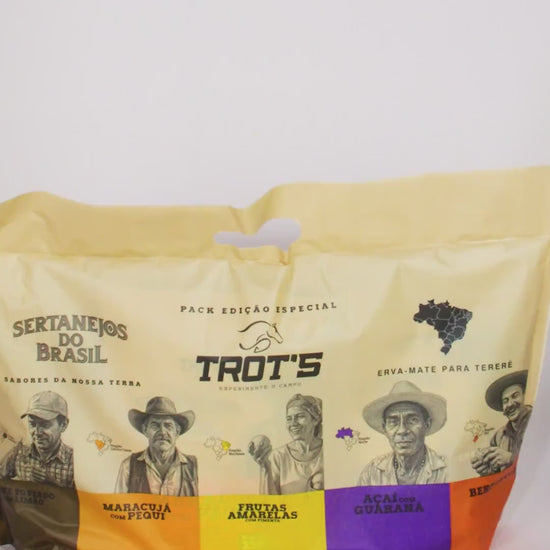 PACK EDIÇÃO ESPECIAL
SERTANEJOS
DO
BRASIL
SABORES DA NOSSA TERRA
TROT'S
EXPERIMENTE O CAMPO
ERVA-MATE PARA TERERÉ
MARACUJÁ
COM PEQUI
FRUTAS
AMARELAS
COM PIMENTA
AÇAÍ COM
GUARANÁ